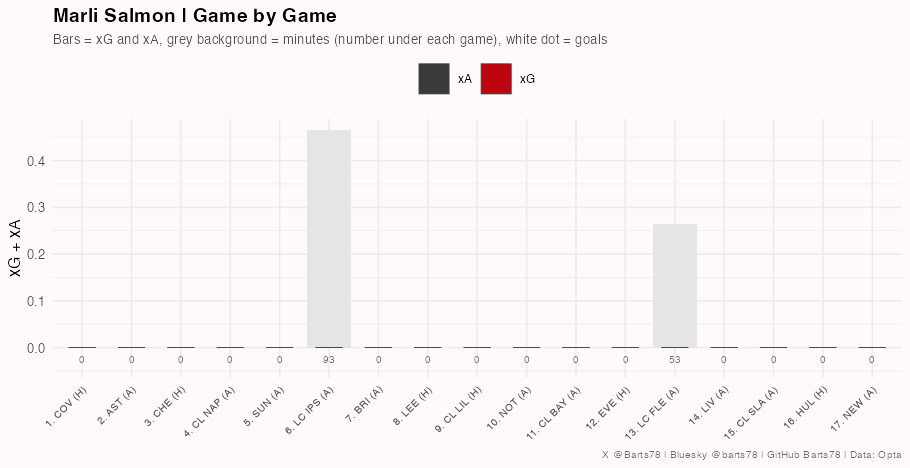 Marli Salmon | Game by Game
Bars = xG and xA, grey background = minutes (number under each game), white dot = goals
xA xG
xG + xA
0.4
0.3
0.2
0.1
0.0
0 0 0 0 0 93 0 0 0 0 0 0 53 0 0 0 0
1. COV (H)
2. AST (A)
3. CHE (H)
4. CL NAP (A)
5. SUN (A)
6. LC IPS (A)
7. BRI (A)
8. LEE (H)
9. CL LIL (H)
10. NOT (A)
11. CL BAY (A)
12. EVE (H)
13. LC FLE (A)
14. LIV (A)
15. CL SLA (A)
16. HUL (H)
17. NEW (A)
X @Barts78 | Bluesky @barts78 | GitHub Barts78 | Data: Opta